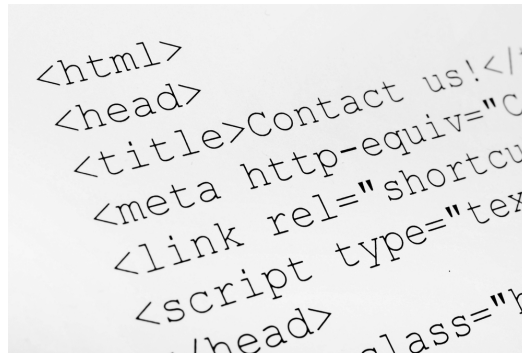 <html>
<head>
<title>Contact us!</
<meta http-equiv="C
<link rel="shortcu
<script type="tex
/head>
class="h